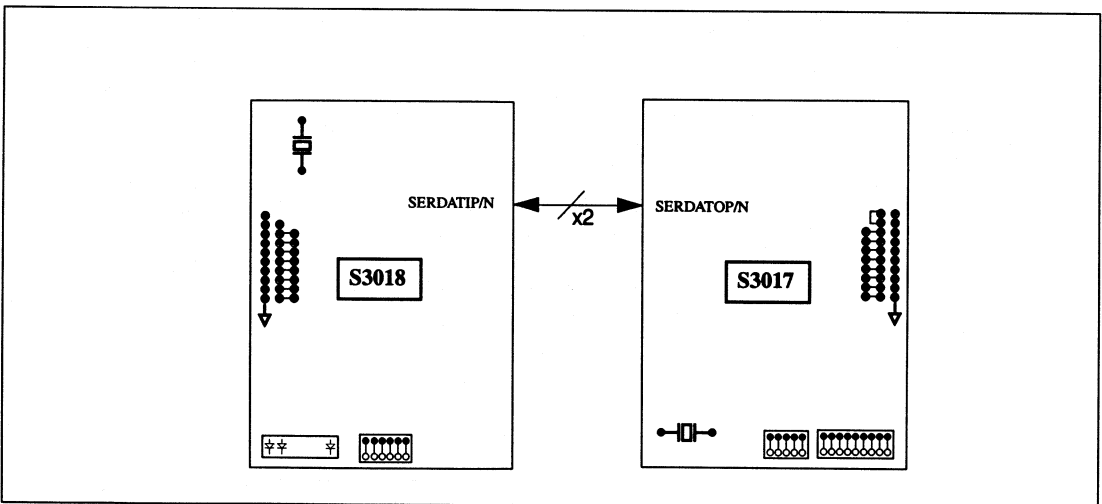 SERDATIP/N
x2
SERDATOP/N
S3018
S3017